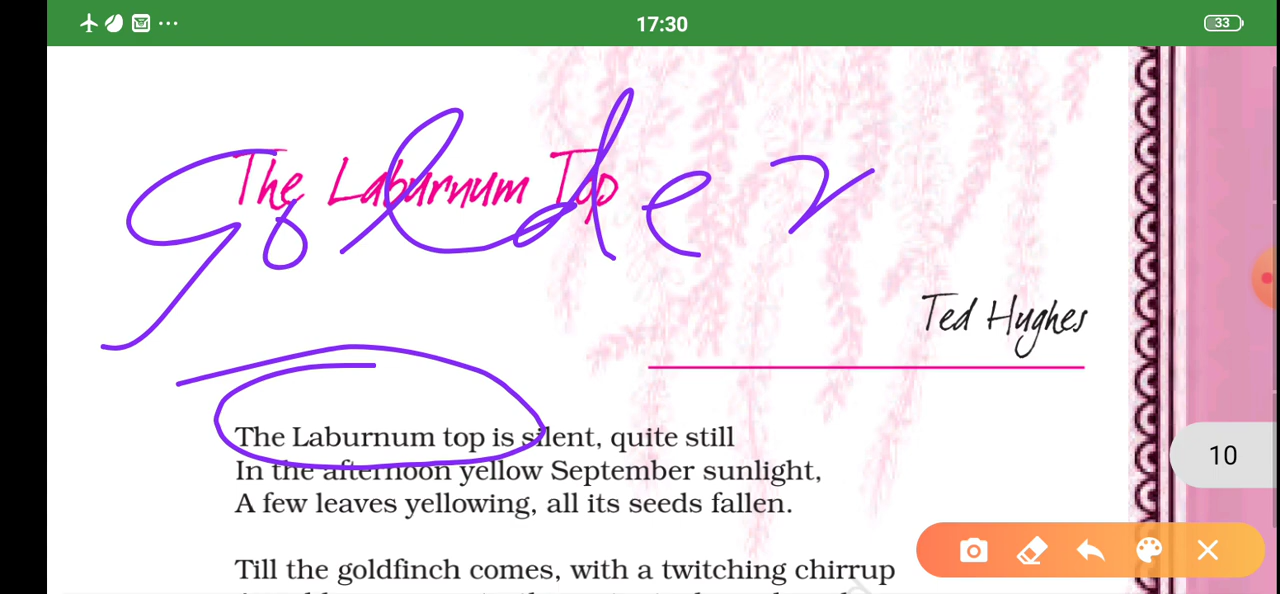 17:30
33
The Laburnum Top
Golder
Ted Hughes
The Laburnum top is silent, quite still
In the afternoon yellow September sunlight,
A few leaves yellowing, all its seeds fallen.
10
Till the goldfinch comes, with a twitching chirrup